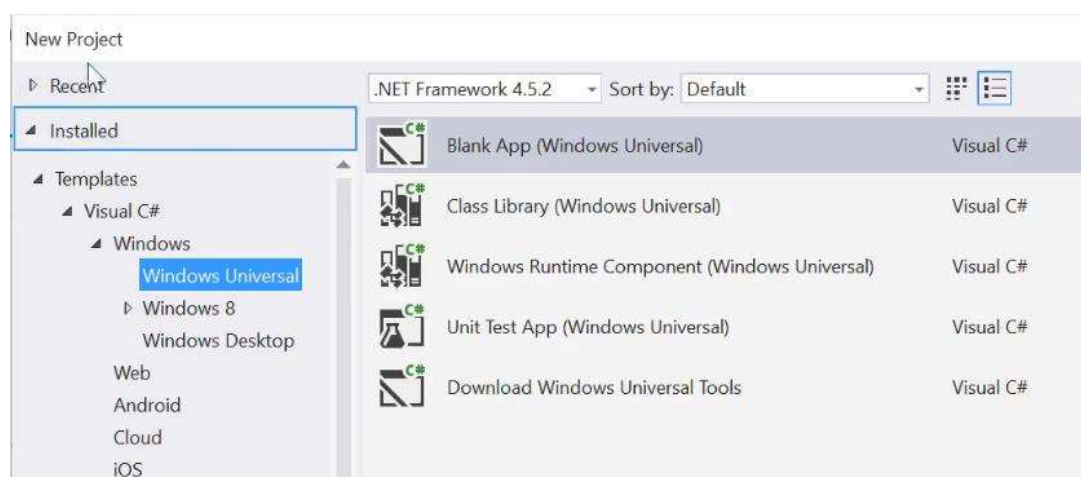 New Project
Recent
Installed
Templates
Visual C#
Windows
Windows Universal
Windows 8
Windows Desktop
Web
Android
Cloud
iOS
.NET Framework 4.5.2 Sort by: Default
C# Blank App (Windows Universal) Visual C#
C# Class Library (Windows Universal) Visual C#
C# Windows Runtime Component (Windows Universal) Visual C#
C# Unit Test App (Windows Universal) Visual C#
C# Download Windows Universal Tools Visual C#